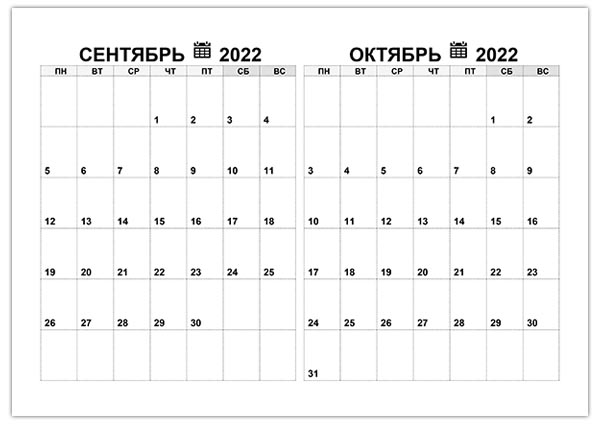 СЕНТЯБРЬ 2022
ПН ВТ СР ЧТ ПТ СБ ВС
1 2 3 4
5 6 7 8 9 10 11
12 13 14 15 16 17 18
19 20 21 22 23 24 25
26 27 28 29 30
ОКТЯБРЬ 2022
ПН ВТ СР ЧТ ПТ СБ ВС
1 2
3 4 5 6 7 8 9
10 11 12 13 14 15 16
17 18 19 20 21 22 23
24 25 26 27 28 29 30
31